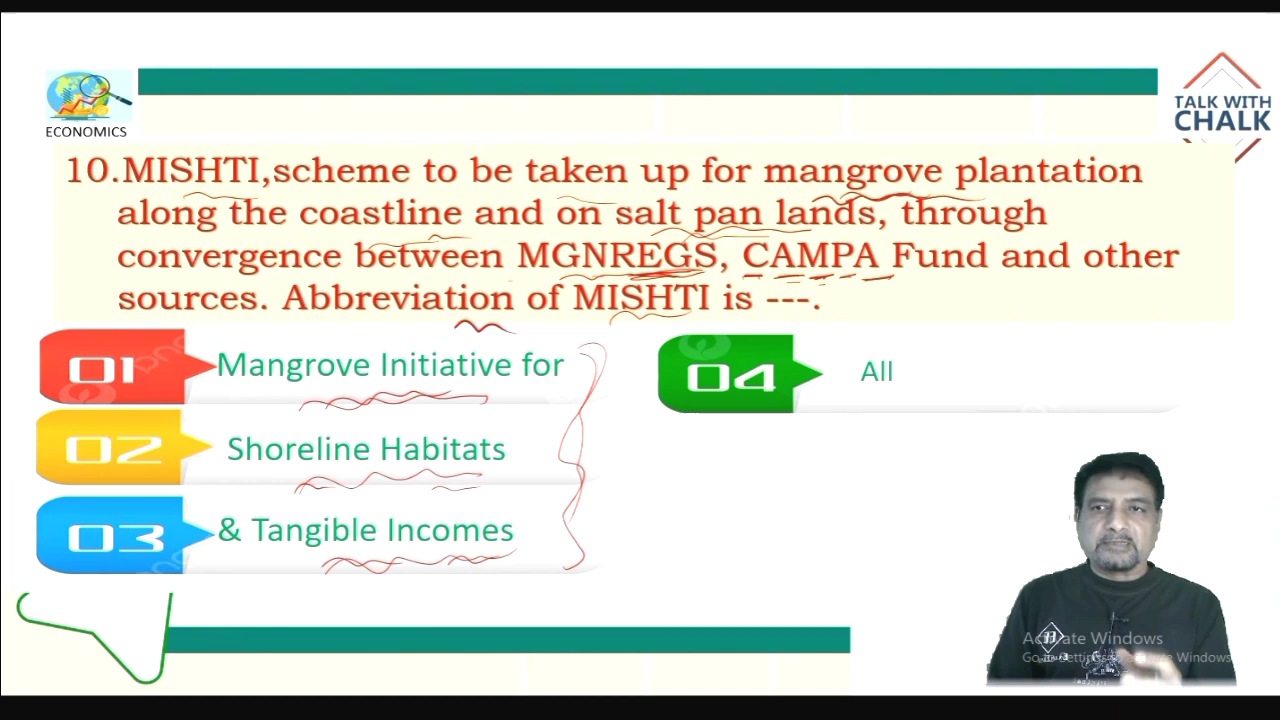 ECONOMICS
TALK WITH
CHALK
10.MISHTI,scheme to be taken up for mangrove plantation
along the coastline and on salt pan lands, through
convergence between MGNREGS, CAMPA Fund and other
sources. Abbreviation of MISHTI is ---.
01 Mangrove Initiative for
04 All
02 Shoreline Habitats
03 & Tangible Incomes
Activate Windows